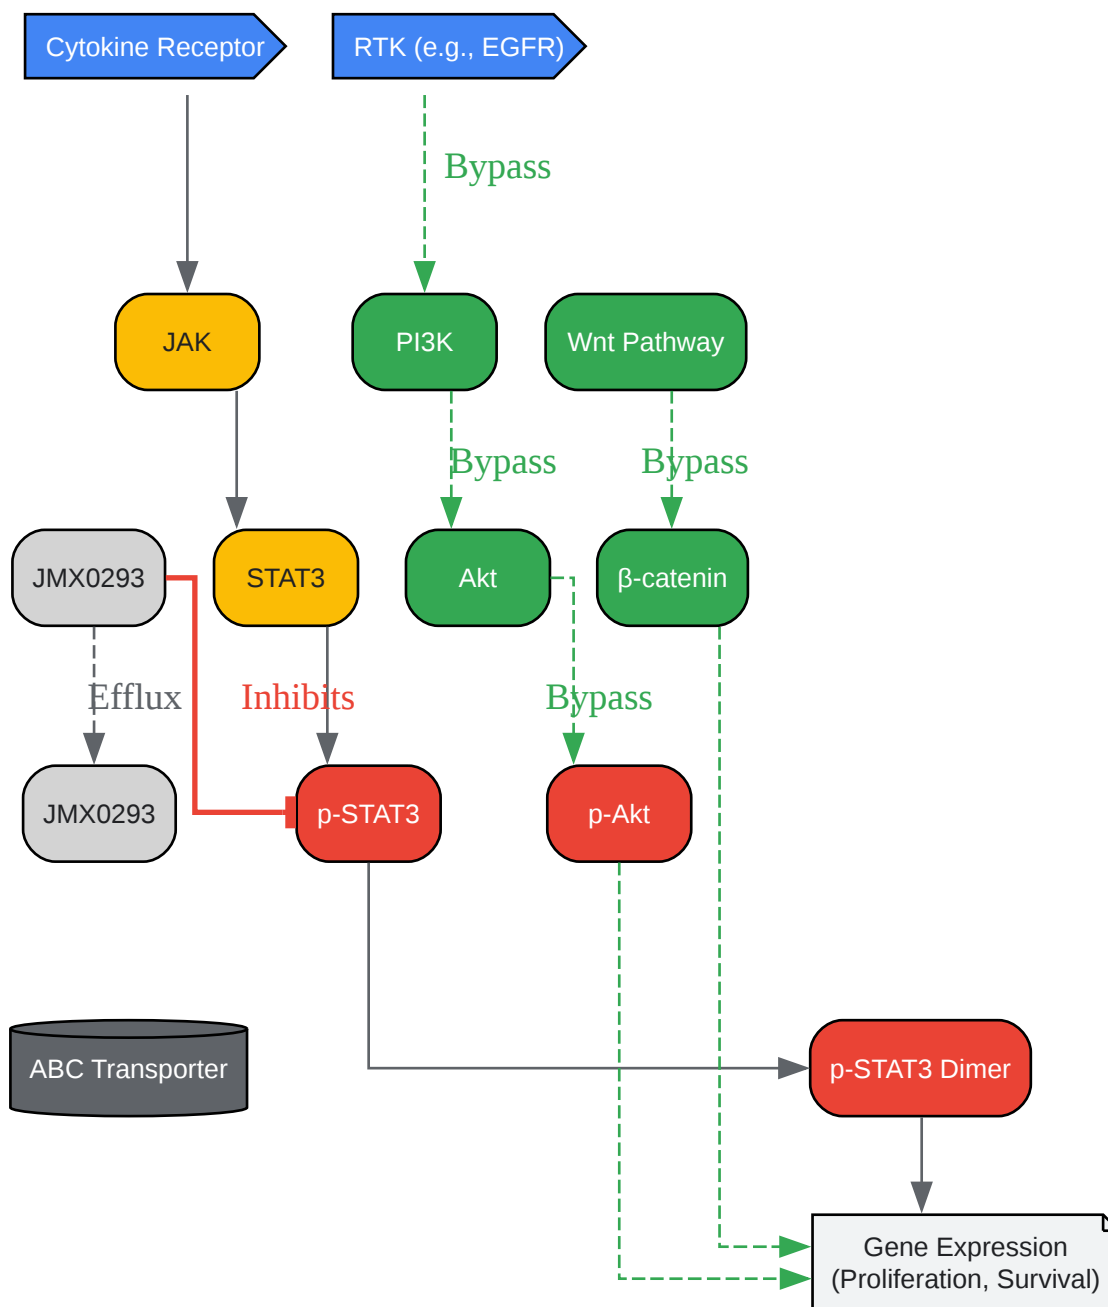 Cytokine Receptor
RTK (e.g., EGFR)
Bypass
JAK
PI3K
Wnt Pathway
Bypass
Bypass
JMX0293
STAT3
Akt
β-catenin
Efflux
Inhibits
Bypass
JMX0293
p-STAT3
p-Akt
ABC Transporter
p-STAT3 Dimer
Gene Expression
(Proliferation, Survival)